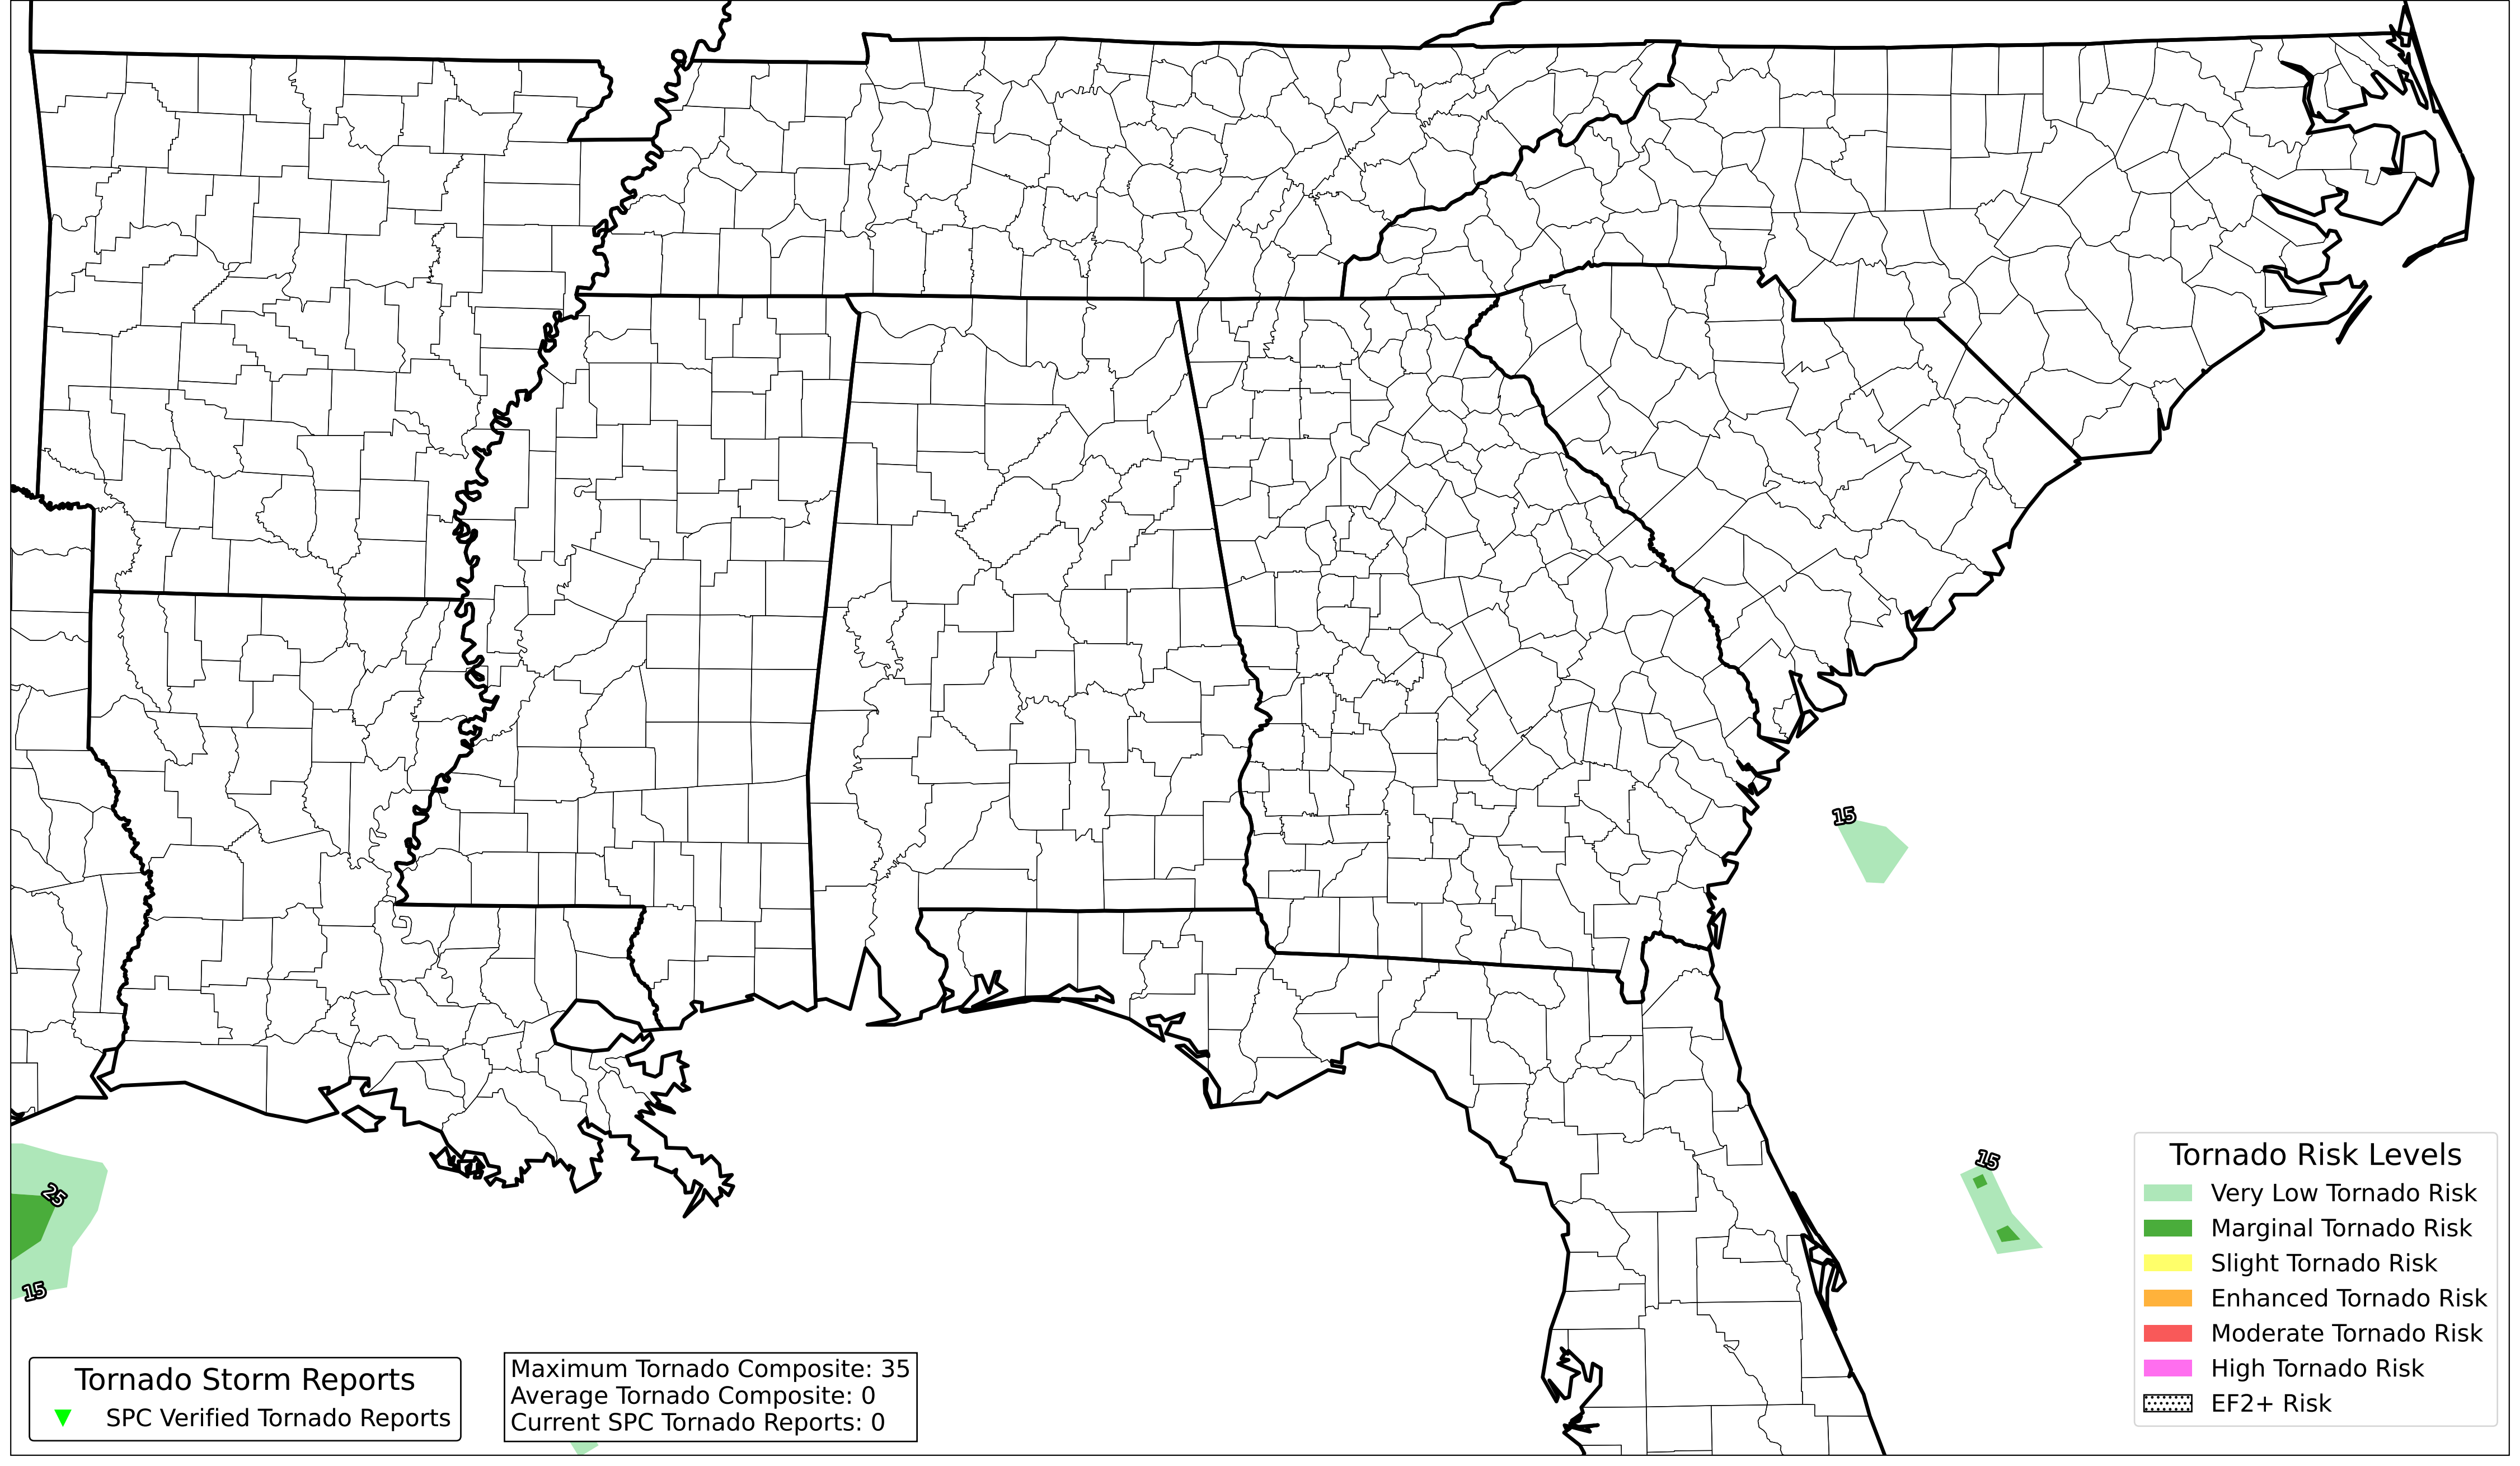 15
15
25
15
Tornado Risk Levels
Very Low Tornado Risk
Marginal Tornado Risk
Slight Tornado Risk
Enhanced Tornado Risk
Moderate Tornado Risk
High Tornado Risk
EF2+ Risk
Tornado Storm Reports
SPC Verified Tornado Reports
Maximum Tornado Composite: 35
Average Tornado Composite: 0
Current SPC Tornado Reports: 0